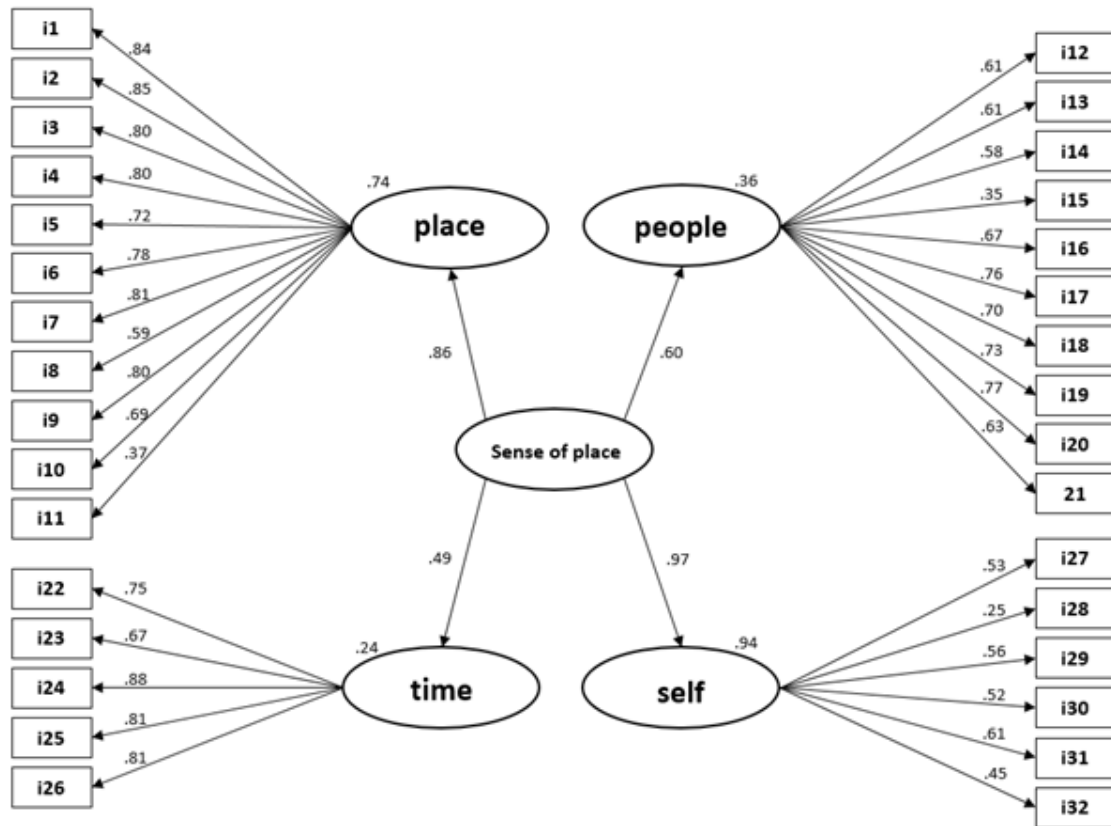 i1
.84
i2
.85
i3
.80
i4
.80
i5
.72
i6
.78
i7
.81
i8
.59
i9
.80
i10
.69
i11
.37
.74
place
.36
people
i12
.61
i13
.61
i14
.58
i15
.35
i16
.67
i17
.76
i18
.70
i19
.73
i20
.77
21
.63
.86
.60
Sense of place
.49
.97
i22
.75
i23
.67
i24
.88
i25
.81
i26
.81
.24
time
.94
self
i27
.53
i28
.25
i29
.56
i30
.52
i31
.61
i32
.45